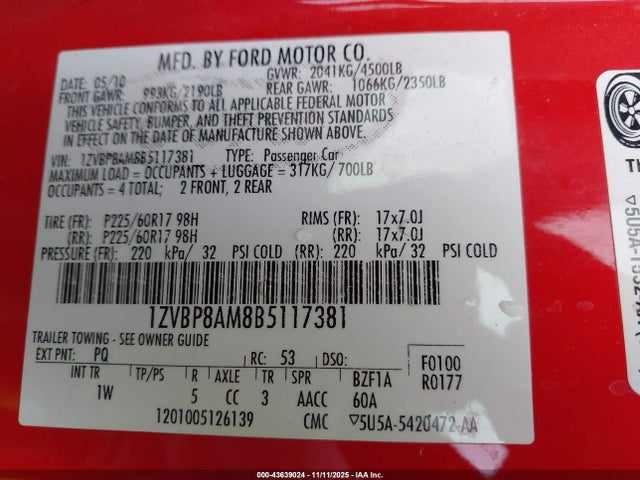 MFD. BY FORD MOTOR CO.
DATE: 05/10 GVWR: 2041KG/4500LB
FRONT GAWR: 993KG/2190LB REAR GAWR: 1066KG/2350LB
THIS VEHICLE CONFORMS TO ALL APPLICABLE FEDERAL MOTOR
VEHICLE SAFETY, BUMPER, AND THEFT PREVENTION STANDARDS
IN EFFECT ON THE DATE OF MANUFACTURE SHOWN ABOVE.
VIN: 1ZVBP8AM8B5117381 TYPE: Passenger Car
MAXIMUM LOAD = OCCUPANTS + LUGGAGE = 317KG/700LB
OCCUPANTS = 4 TOTAL; 2 FRONT, 2 REAR
TIRE (FR): P225/60R17 98H RIMS (FR): 17x7.0J
(RR): P225/60R17 98H (RR): 17x7.0J
PRESSURE (FR): 220 kPa/ 32 PSI COLD (RR): 220 kPa/ 32 PSI COLD
1ZVBP8AM8B5117381
TRAILER TOWING - SEE OWNER GUIDE
EXT PNT: PQ RC: 53 DSO: F0100
INT TR TP/PS R AXLE TR SPR BZF1A R0177
1W 5 CC 3 AACC 60A
1201005126139 CMC ▽5U5A-5420472-AA
000-43639024 - 11/11/2025 - IAAI.com